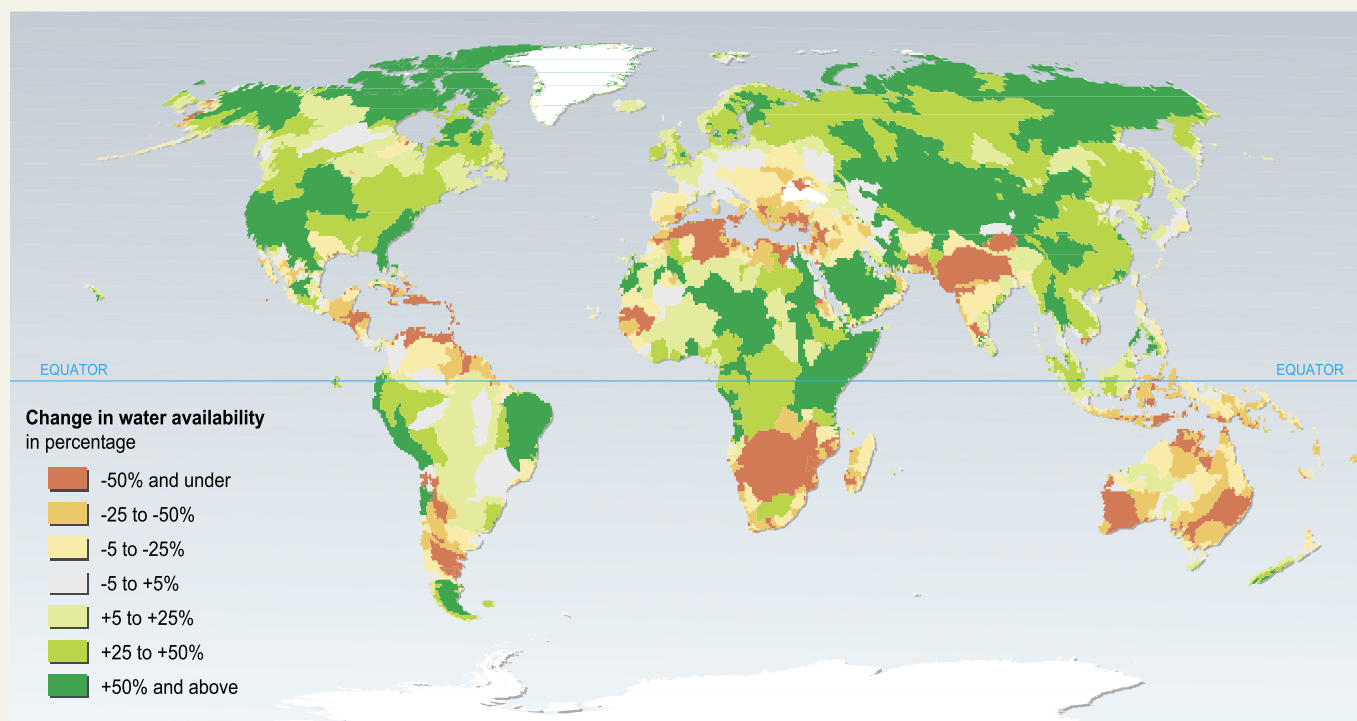 EQUATOR
EQUATOR
Change in water availability
in percentage
-50% and under
-25 to -50%
-5 to -25%
-5 to +5%
+5 to +25%
+25 to +50%
+50% and above